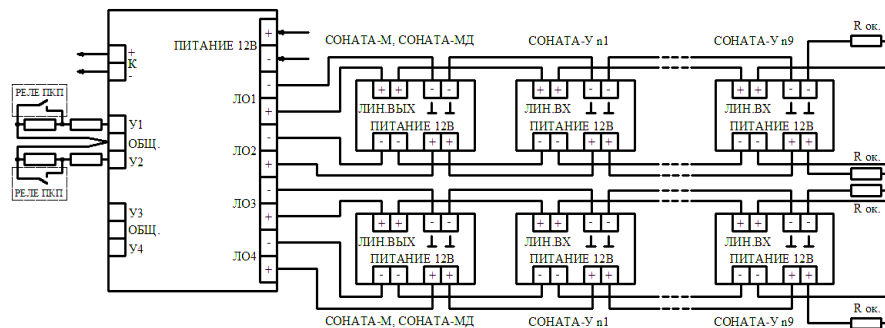 ПИТАНИЕ 12В
+
-
+
К
-
РЕЛЕ ПКП
У1
ОБЩ.
У2
РЕЛЕ ПКП
У3
ОБЩ.
У4
ЛО1
-
+
ЛО2
-
+
ЛО3
-
+
ЛО4
-
+
СОНАТА-М, СОНАТА-МД
СОНАТА-У n1
СОНАТА-У n9
R ок.
+ + - -
+ + - -
+ + - -
ЛИН.ВЫХ
ЛИН.ВХ
ЛИН.ВХ
ПИТАНИЕ 12В
ПИТАНИЕ 12В
ПИТАНИЕ 12В
- - + +
- - + +
- - + +
R ок.
R ок.
+ + - -
+ + - -
+ + - -
ЛИН.ВЫХ
ЛИН.ВХ
ЛИН.ВХ
ПИТАНИЕ 12В
ПИТАНИЕ 12В
ПИТАНИЕ 12В
- - + +
- - + +
- - + +
R ок.
СОНАТА-М, СОНАТА-МД
СОНАТА-У n1
СОНАТА-У n9